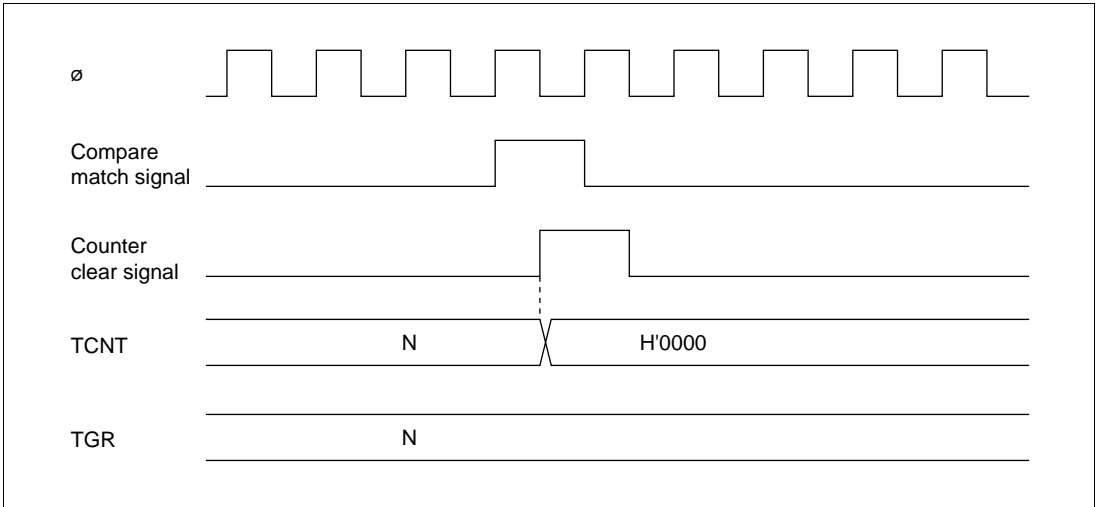 ø
Compare
match signal
Counter
clear signal
TCNT
N
H'0000
TGR
N